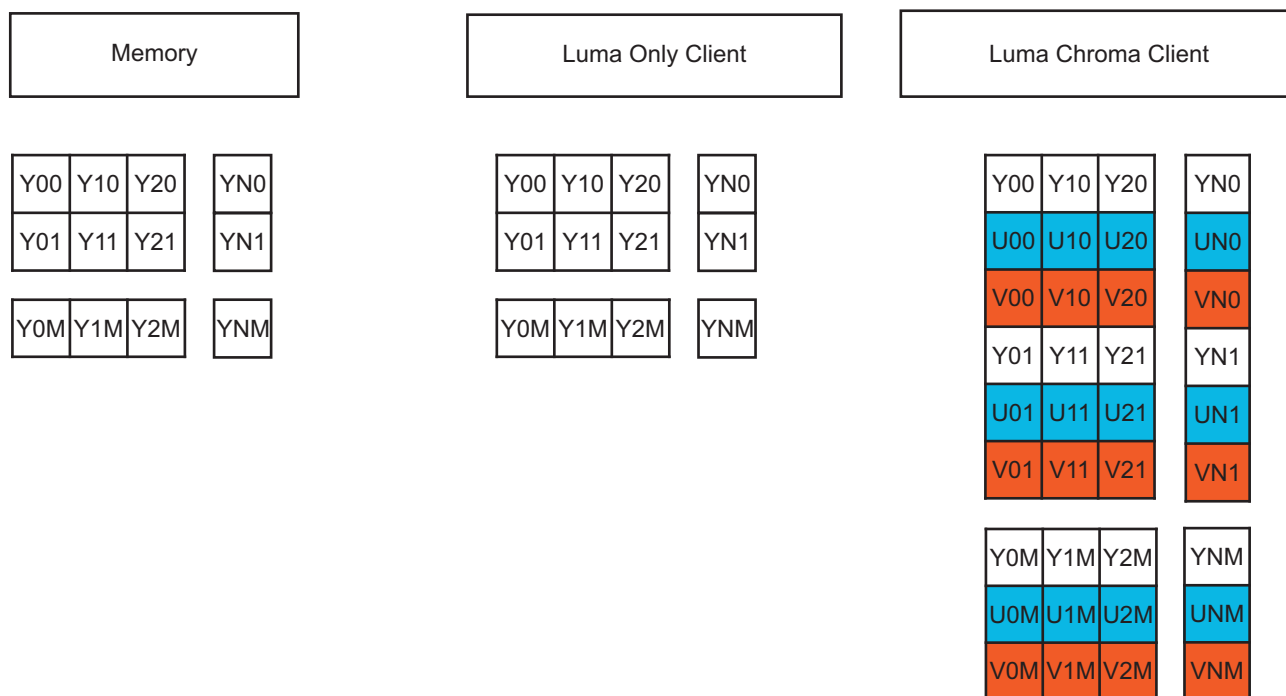 Memory
Luma Only Client
Luma Chroma Client
Y00 Y10 Y20 YN0
Y01 Y11 Y21 YN1
Y0M Y1M Y2M YNM
Y00 Y10 Y20 YN0
Y01 Y11 Y21 YN1
Y0M Y1M Y2M YNM
Y00 Y10 Y20 YN0
U00 U10 U20 UN0
V00 V10 V20 VN0
Y01 Y11 Y21 YN1
U01 U11 U21 UN1
V01 V11 V21 VN1
Y0M Y1M Y2M YNM
U0M U1M U2M UNM
V0M V1M V2M VNM